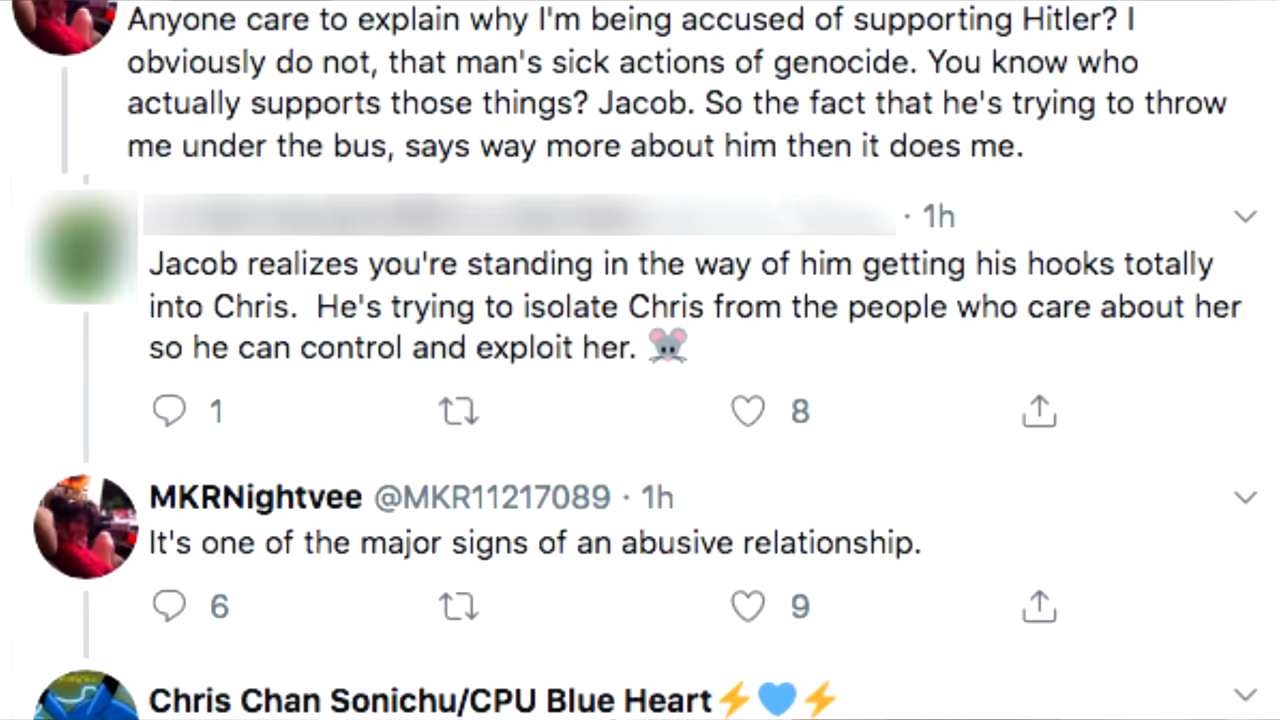 Anyone care to explain why I'm being accused of supporting Hitler? I
obviously do not, that man's sick actions of genocide. You know who
actually supports those things? Jacob. So the fact that he's trying to throw
me under the bus, says way more about him then it does me.
· 1h
Jacob realizes you're standing in the way of him getting his hooks totally
into Chris.  He's trying to isolate Chris from the people who care about her
so he can control and exploit her. 🐭
1 8
MKRNightvee @MKR11217089 · 1h
It's one of the major signs of an abusive relationship.
6 9
Chris Chan Sonichu/CPU Blue Heart⚡💙⚡